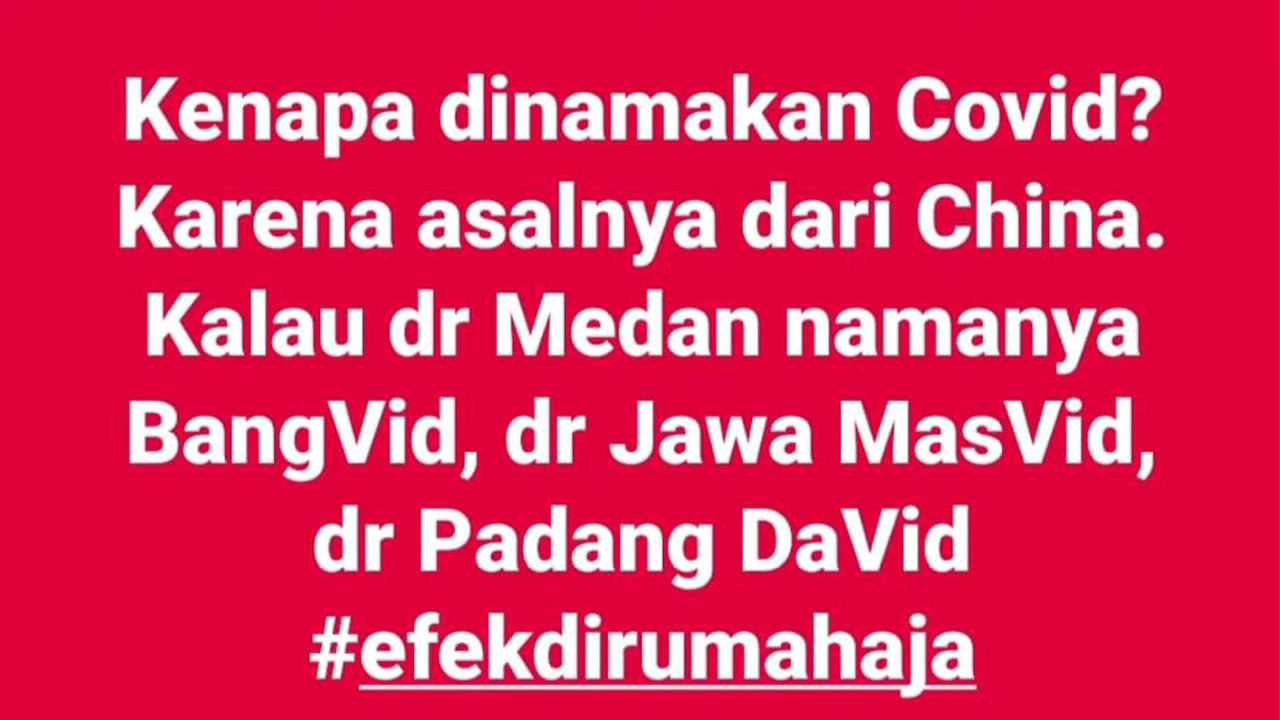 Kenapa dinamakan Covid?
Karena asalnya dari China.
Kalau dr Medan namanya
BangVid, dr Jawa MasVid,
dr Padang DaVid
#efekdirumahaja